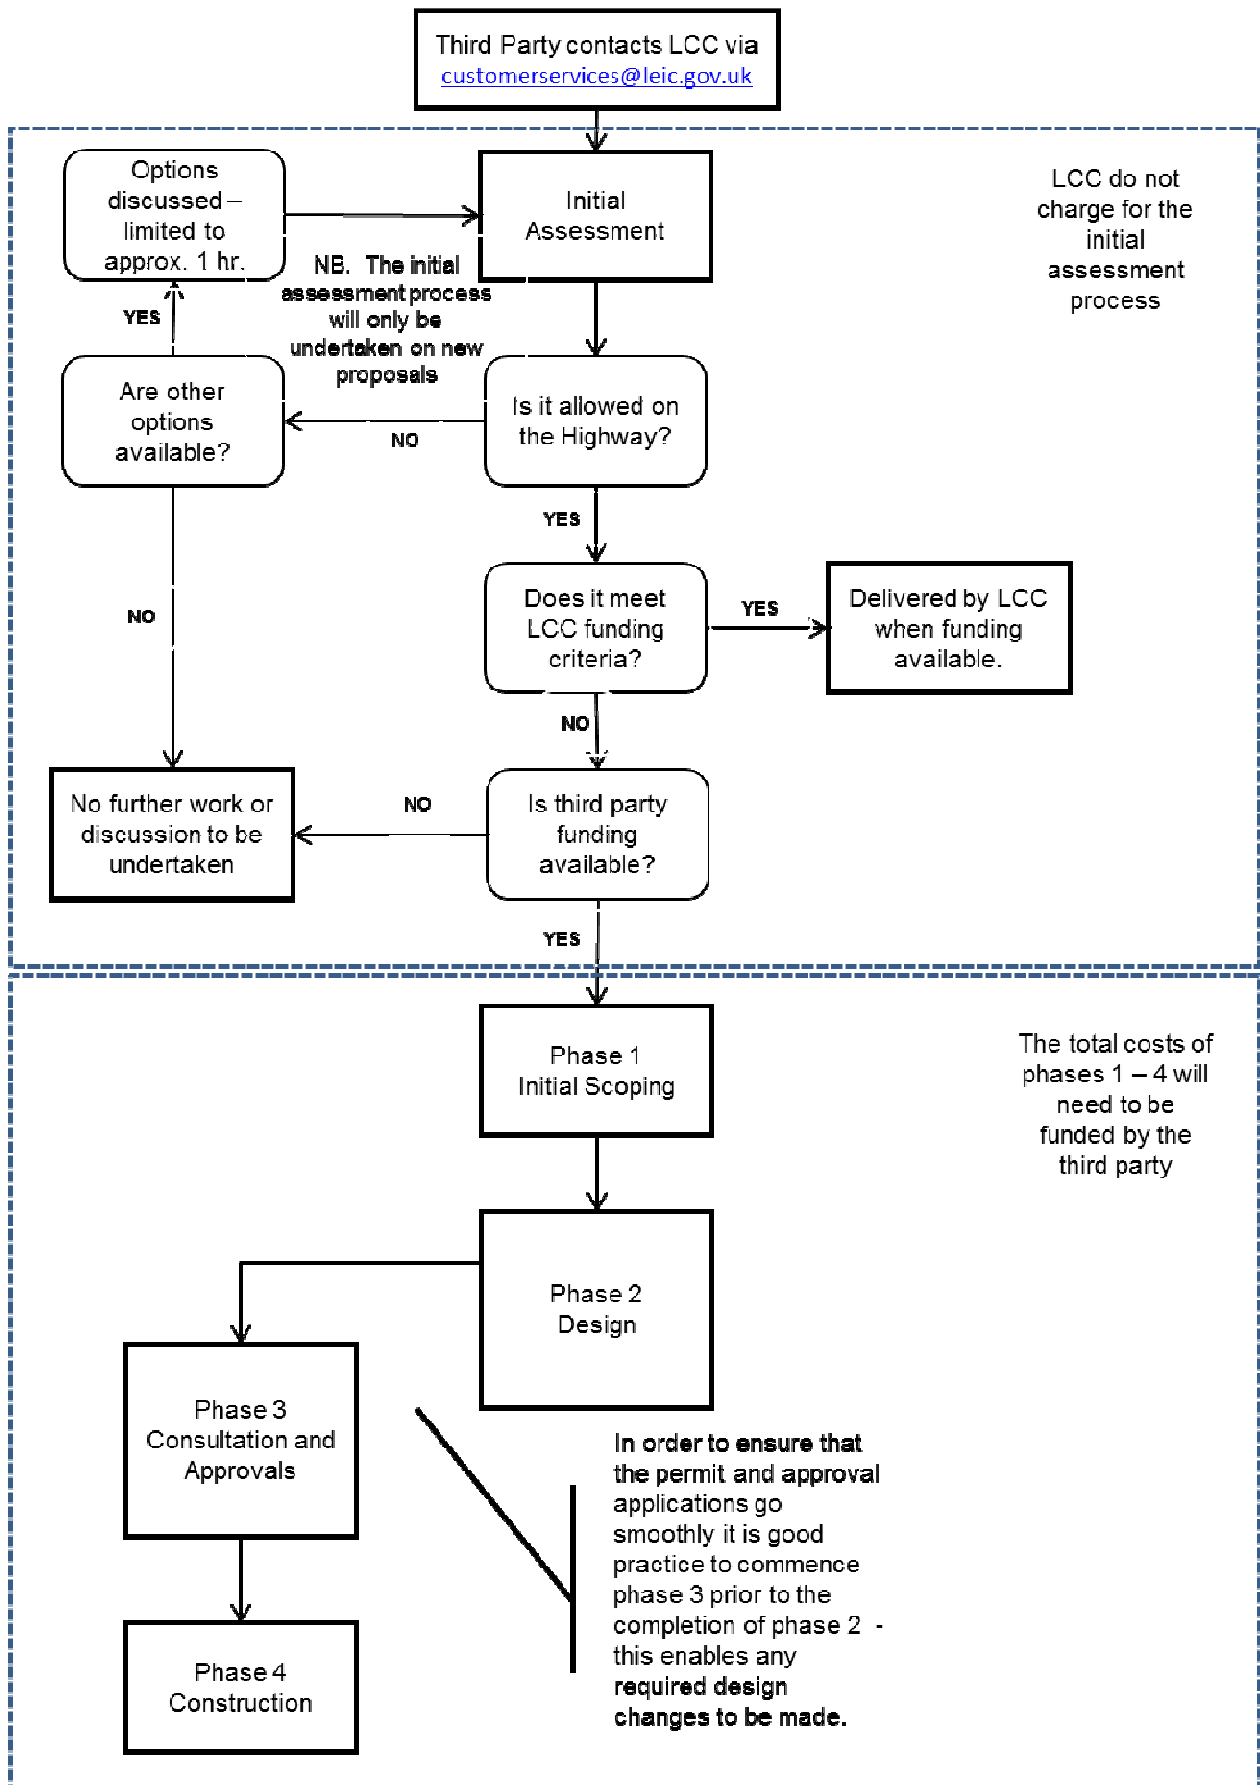 Third Party contacts LCC via
customerservices@leic.gov.uk
Options
discussed –
limited to
approx. 1 hr.
Initial
Assessment
LCC do not
charge for the
initial
assessment
process
NB. The initial
assessment process
will only be
undertaken on new
proposals
YES
Are other
options
available?
NO
Is it allowed on
the Highway?
YES
NO
Does it meet
LCC funding
criteria?
YES
Delivered by LCC
when funding
available.
NO
No further work or
discussion to be
undertaken
NO
Is third party
funding
available?
YES
Phase 1
Initial Scoping
The total costs of
phases 1 – 4 will
need to be
funded by the
third party
Phase 2
Design
Phase 3
Consultation and
Approvals
In order to ensure that
the permit and approval
applications go
smoothly it is good
practice to commence
phase 3 prior to the
completion of phase 2 -
this enables any
required design
changes to be made.
Phase 4
Construction